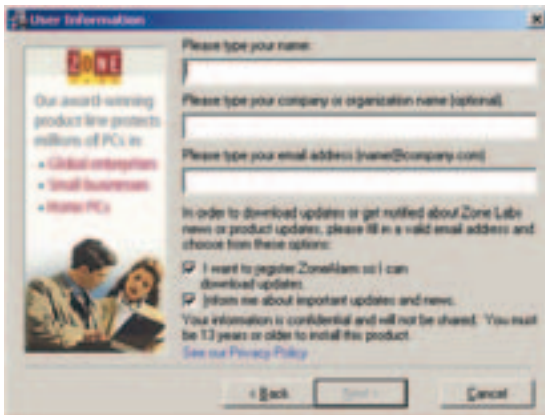 User Information
ZONE
LABS
Our award-winning
product line protects
millions of PCs in:
• Global enterprises
• Small businesses
• Home PCs
Please type your name:
Please type your company or organization name (optional).
Please type your email address (name@company.com)
In order to download updates or get notified about Zone Labs
news or product updates, please fill in a valid email address and
choose from these options:
I want to register ZoneAlarm so I can
download updates.
Inform me about important updates and news.
Your information is confidential and will not be shared. You must
be 13 years or older to install this product.
See our Privacy Policy
< Back
Next >
Cancel